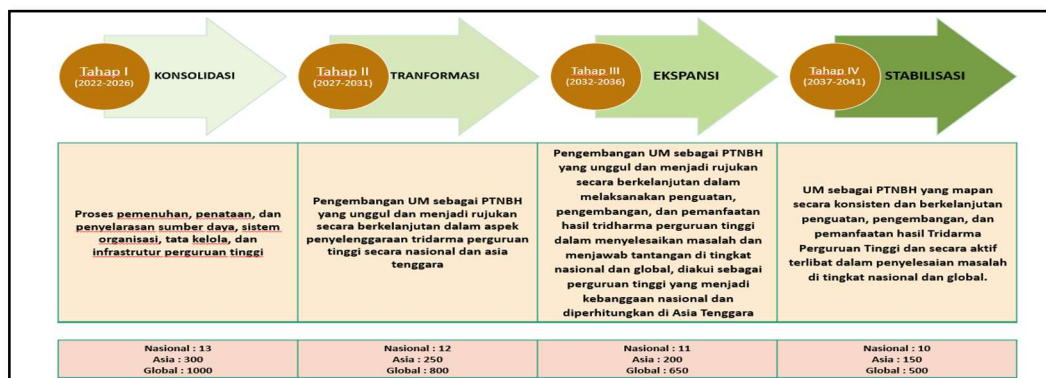 Tahap I
(2022-2026)
KONSOLIDASI
Tahap II
(2027-2031)
TRANFORMASI
Tahap III
(2032-2036)
EKSPANSI
Tahap IV
(2037-2041)
STABILISASI
Proses pemenuhan, penataan, dan
penyelarasan sumber daya, sistem
organisasi, tata kelola, dan
infrastrutur perguruan tinggi
Pengembangan UM sebagai PTNBH
yang unggul dan menjadi rujukan
secara berkelanjutan dalam aspek
penyelenggaraan tridarma perguruan
tinggi secara nasional dan asia
tenggara
Pengembangan UM sebagai PTNBH
yang unggul dan menjadi rujukan
secara berkelanjutan dalam
melaksanakan penguatan,
pengembangan, dan pemanfaatan
hasil tridharma perguruan tinggi
dalam menyelesaikan masalah dan
menjawab tantangan di tingkat
nasional dan global, diakui sebagai
perguruan tinggi yang menjadi
kebanggaan nasional dan
diperhitungkan di Asia Tenggara
UM sebagai PTNBH yang mapan
secara konsisten dan berkelanjutan
penguatan, pengembangan, dan
pemanfaatan hasil Tridarma
Perguruan Tinggi dan secara aktif
terlibat dalam penyelesaian masalah
di tingkat nasional dan global.
Nasional : 13
Asia : 300
Global : 1000
Nasional : 12
Asia : 250
Global : 800
Nasional : 11
Asia : 200
Global : 650
Nasional : 10
Asia : 150
Global : 500